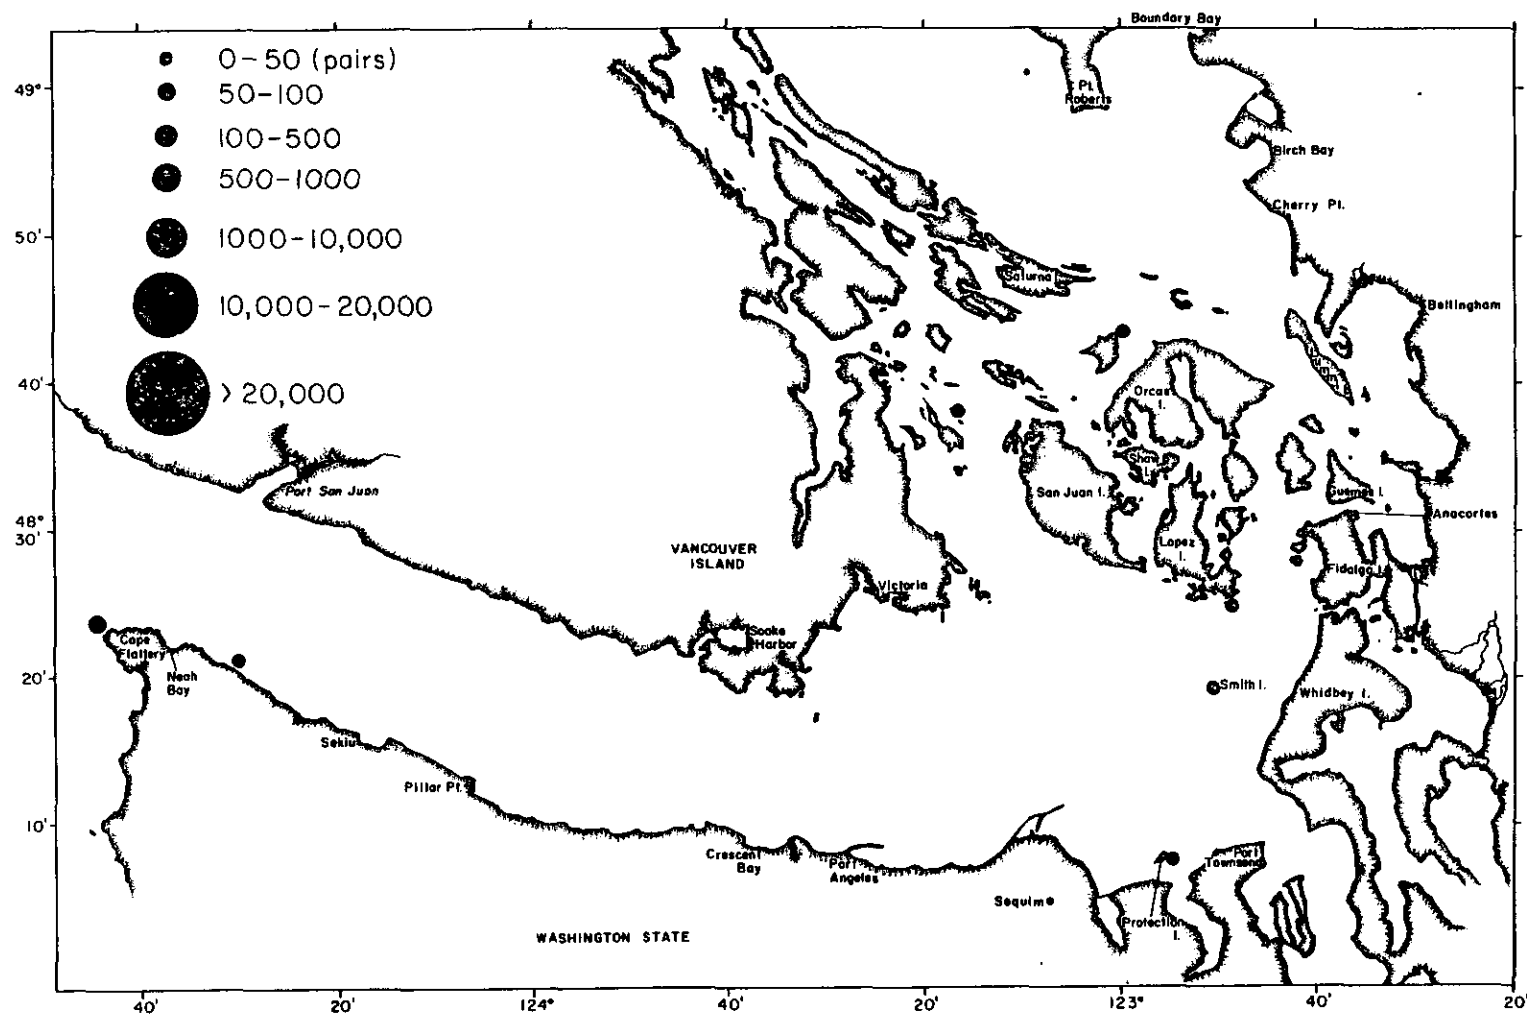 Boundary Bay
0-50 (pairs)
50-100
100-500
500-1000
1000-10,000
10,000-20,000
> 20,000
49°
50'
40'
48°
30'
20'
10'
Pt.
Roberts
Birch Bay
Cherry Pt.
Saturna I.
Bellingham
Orcas
I.
Shaw
I.
San Juan I.
Guemes I.
Anacortes
Lopez
I.
Fidalgo I.
Port San Juan
VANCOUVER
ISLAND
Victoria
Sooke
Harbor
Cape
Flattery
Neah
Bay
Smith I.
Whidbey I.
Sekiu
Pillar Pt.
Crescent
Bay
Port
Angeles
Port
Townsend
Sequim
Protection
I.
WASHINGTON STATE
40'
20'
124°
40'
20'
123°
40'
20'